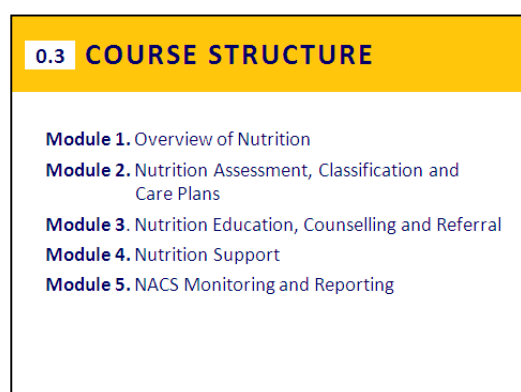 0.3 COURSE STRUCTURE
Module 1. Overview of Nutrition
Module 2. Nutrition Assessment, Classification and
Care Plans
Module 3. Nutrition Education, Counselling and Referral
Module 4. Nutrition Support
Module 5. NACS Monitoring and Reporting